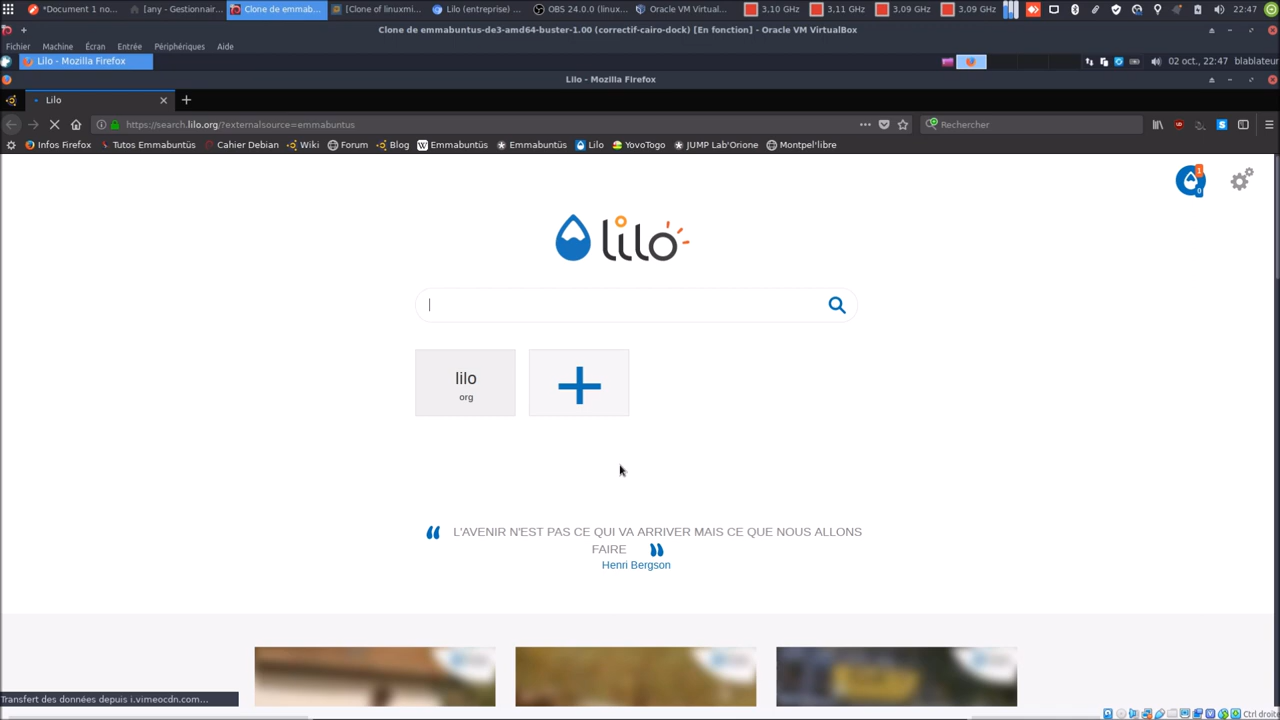 *Document 1 no... [any - Gestionnair... Clone de emmab... [Clone of linuxmi... Lilo (entreprise) ... OBS 24.0.0 (linux... Oracle VM Virtual... 3.10 GHz 3,11 GHz 3,09 GHz 3,09 GHz 22:47
Clone de emmabuntus-de3-amd64-buster-1.00 (correctif-cairo-dock) [En fonction] - Oracle VM VirtualBox
Fichier Machine Écran Entrée Périphériques Aide
Lilo - Mozilla Firefox 02 oct., 22:47 blablateur
Lilo - Mozilla Firefox
Lilo
https://search.lilo.org/?externalsource=emmabuntus Rechercher
Infos Firefox Tutos Emmabuntüs Cahier Debian Wiki Forum Blog Emmabuntüs Emmabuntüs Lilo YovoTogo JUMP Lab'Orione Montpel'libre
1
0
lilo
lilo
org
L'AVENIR N'EST PAS CE QUI VA ARRIVER MAIS CE QUE NOUS ALLONS
FAIRE
Henri Bergson
Transfert des données depuis i.vimeocdn.com...
Ctrl droite